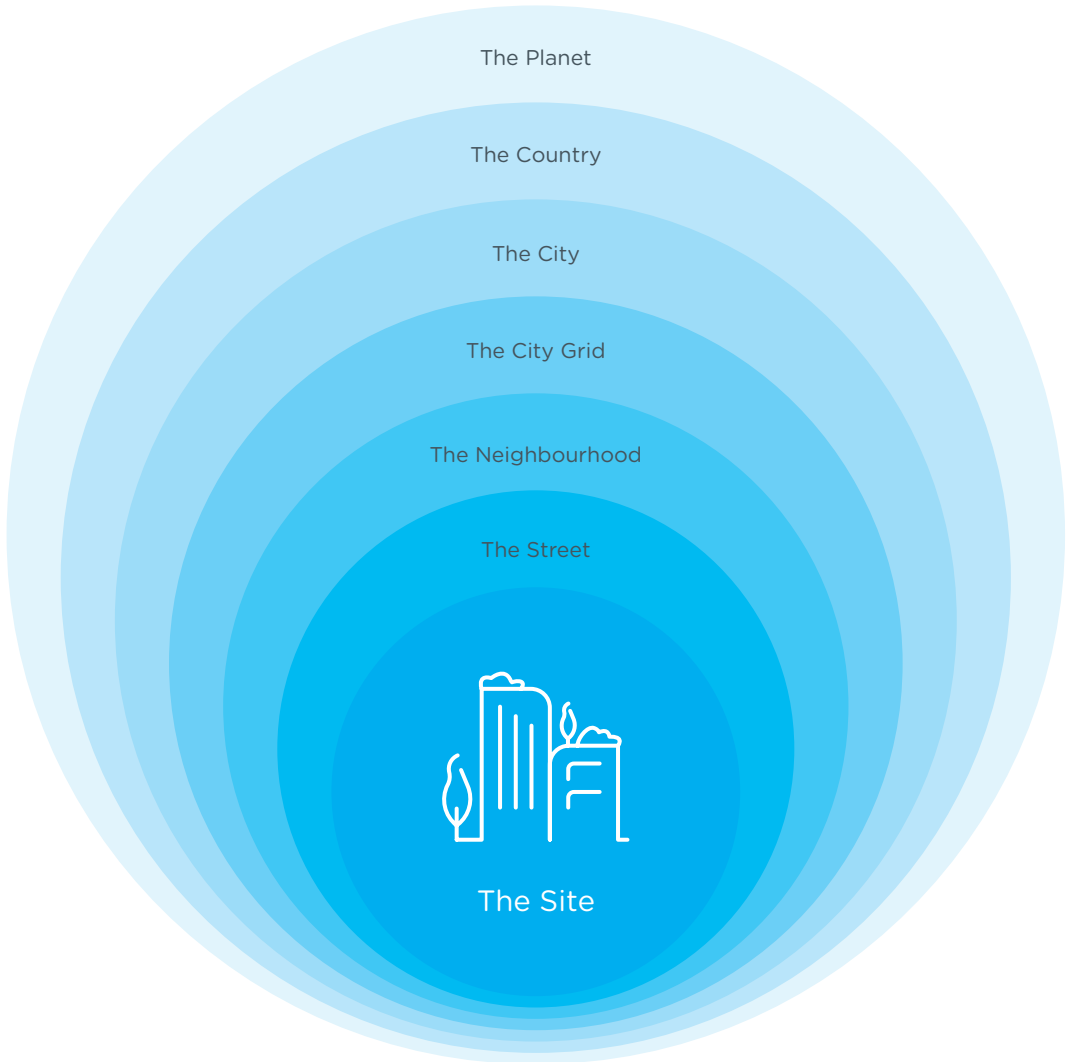 The Planet
The Country
The City
The City Grid
The Neighbourhood
The Street
The Site